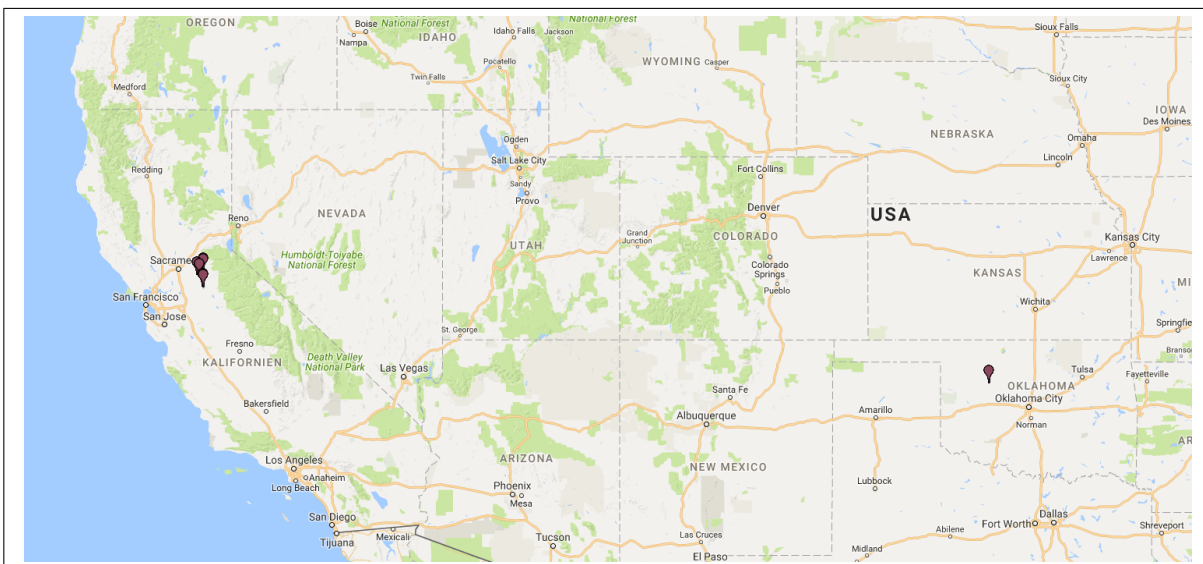 OREGON
Boise
Nampa
National Forest
IDAHO
Idaho Falls
Jackson
National Forest
Pocatello
Twin Falls
WYOMING
Casper
Sioux Falls
Sioux City
IOWA
Des Moines
Medford
NEBRASKA
Omaha
Lincoln
Redding
Ogden
Salt Lake City
Sandy
Provo
Fort Collins
Denver
USA
Reno
NEVADA
Humboldt-Toiyabe
National Forest
UTAH
Grand
Junction
COLORADO
Colorado
Springs
Pueblo
Kansas City
Lawrence
KANSAS
MI
Sacrame
San Francisco
San Jose
Wichita
St. George
Springfie
Fresno
KALIFORNIEN
Death Valley
National Park
Las Vegas
Branso
Santa Fe
OKLAHOMA
Tulsa
Fayetteville
Oklahoma City
Bakersfield
Albuquerque
Amarillo
Norman
AR
Los Angeles
Anaheim
Long Beach
ARIZONA
NEW MEXICO
Phoenix
Mesa
Lubbock
San Diego
Tijuana
Mexicali
Tucson
Las Cruces
El Paso
Abilene
Midland
Fort Worth
Dallas
Shreveport